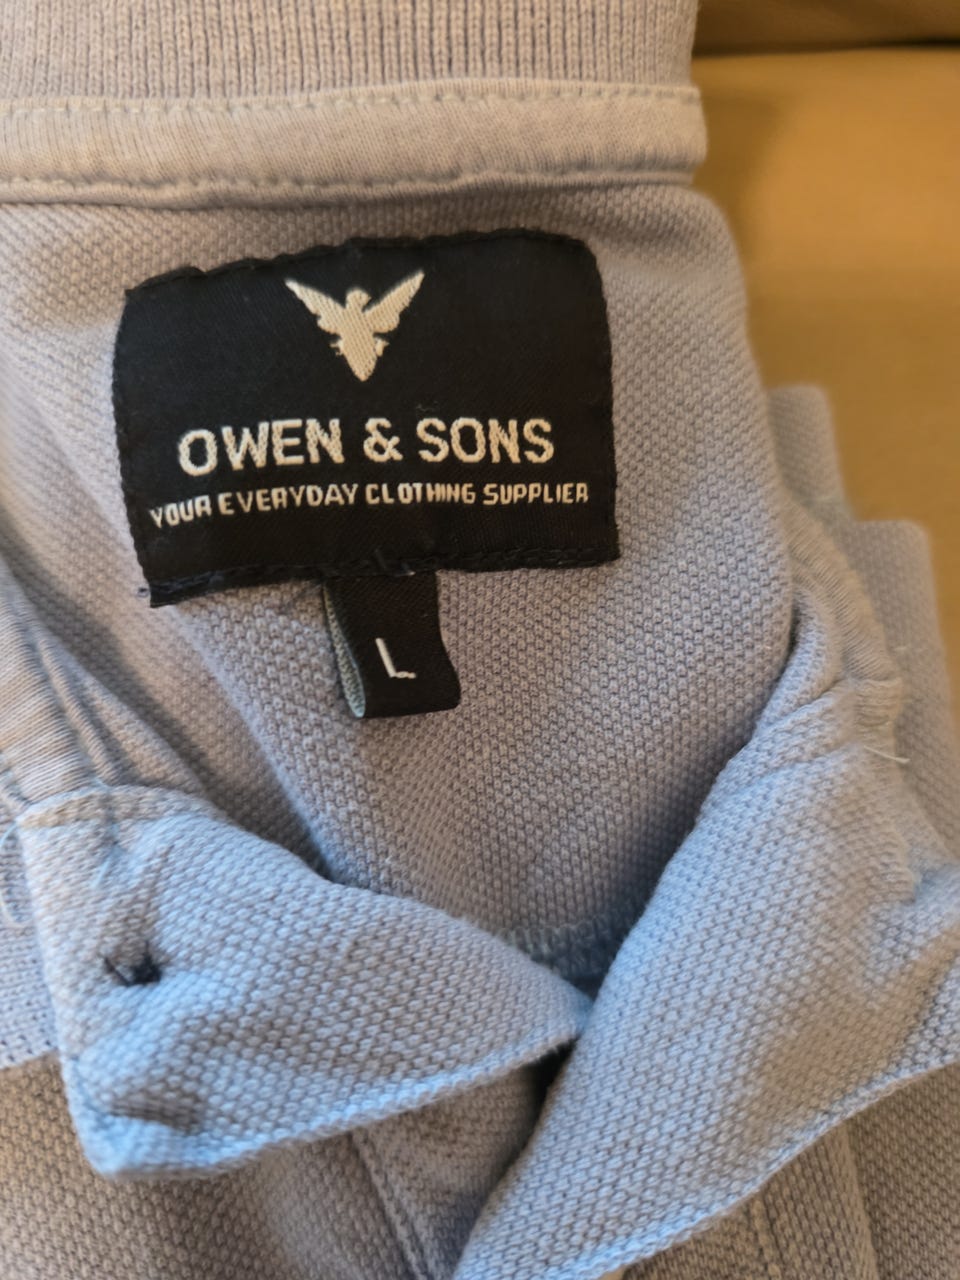 OWEN & SONS
YOUR EVERYDAY CLOTHING SUPPLIER
L